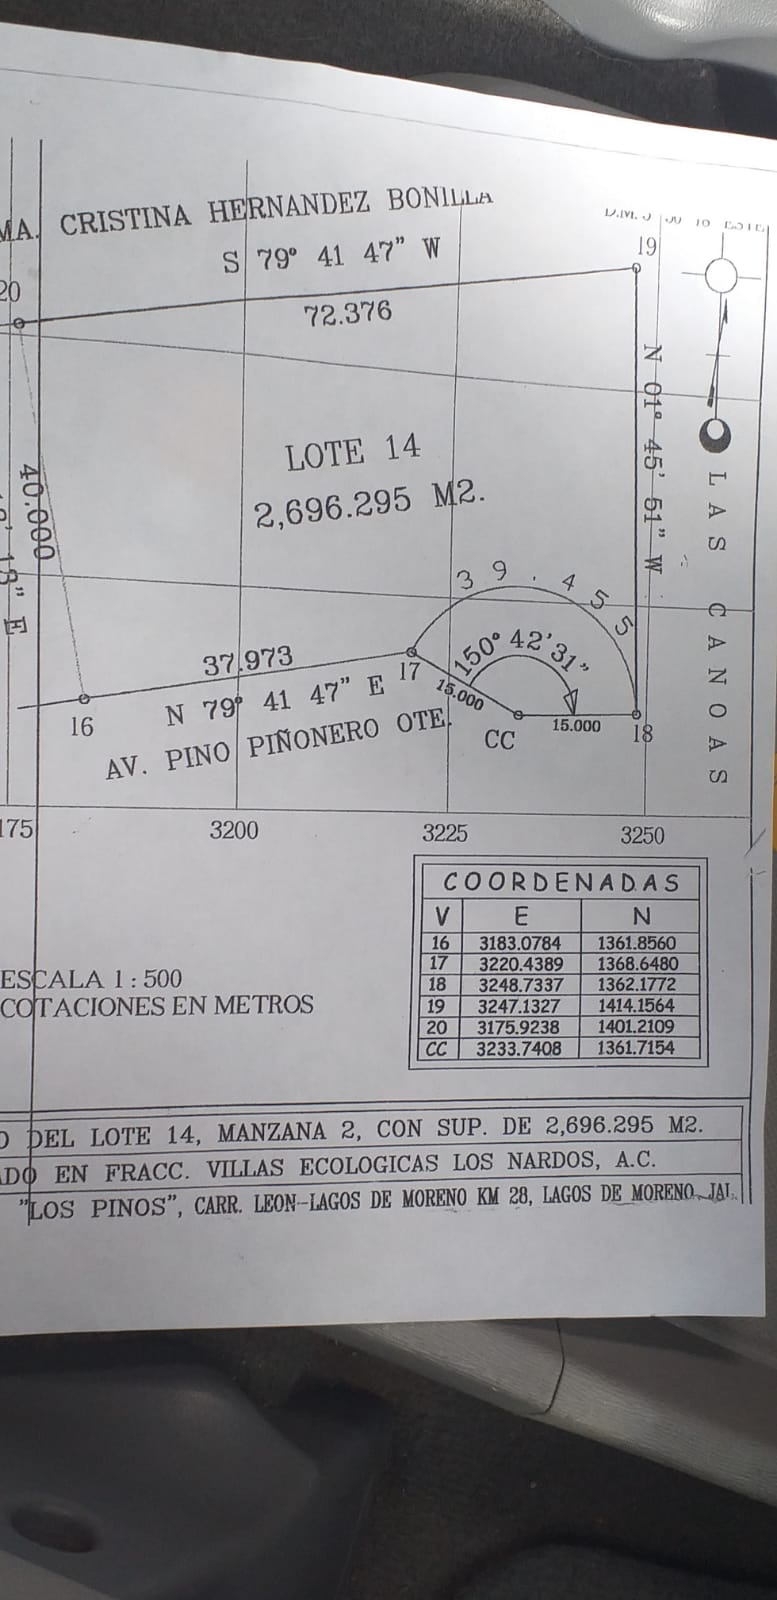 MA. CRISTINA HERNANDEZ BONILLA
S 79° 41 47" W
72.376
19
20
N 01° 45' 51" W
LAS CANOAS
LOTE 14
2,696.295 M2.
40.000
13" E
39.455
150° 42'31"
37.973
17
15.000
15.000
16
N 79° 41 47" E
AV. PINO PIÑONERO OTE.
CC
18
175
3200
3225
3250
COORDENADAS
V E N
16 3183.0784 1361.8560
17 3220.4389 1368.6480
18 3248.7337 1362.1772
19 3247.1327 1414.1564
20 3175.9238 1401.2109
CC 3233.7408 1361.7154
ESCALA 1 : 500
COTACIONES EN METROS
O DEL LOTE 14, MANZANA 2, CON SUP. DE 2,696.295 M2.
ADO EN FRACC. VILLAS ECOLOGICAS LOS NARDOS, A.C.
"LOS PINOS", CARR. LEON-LAGOS DE MORENO KM 28, LAGOS DE MORENO, JAL.